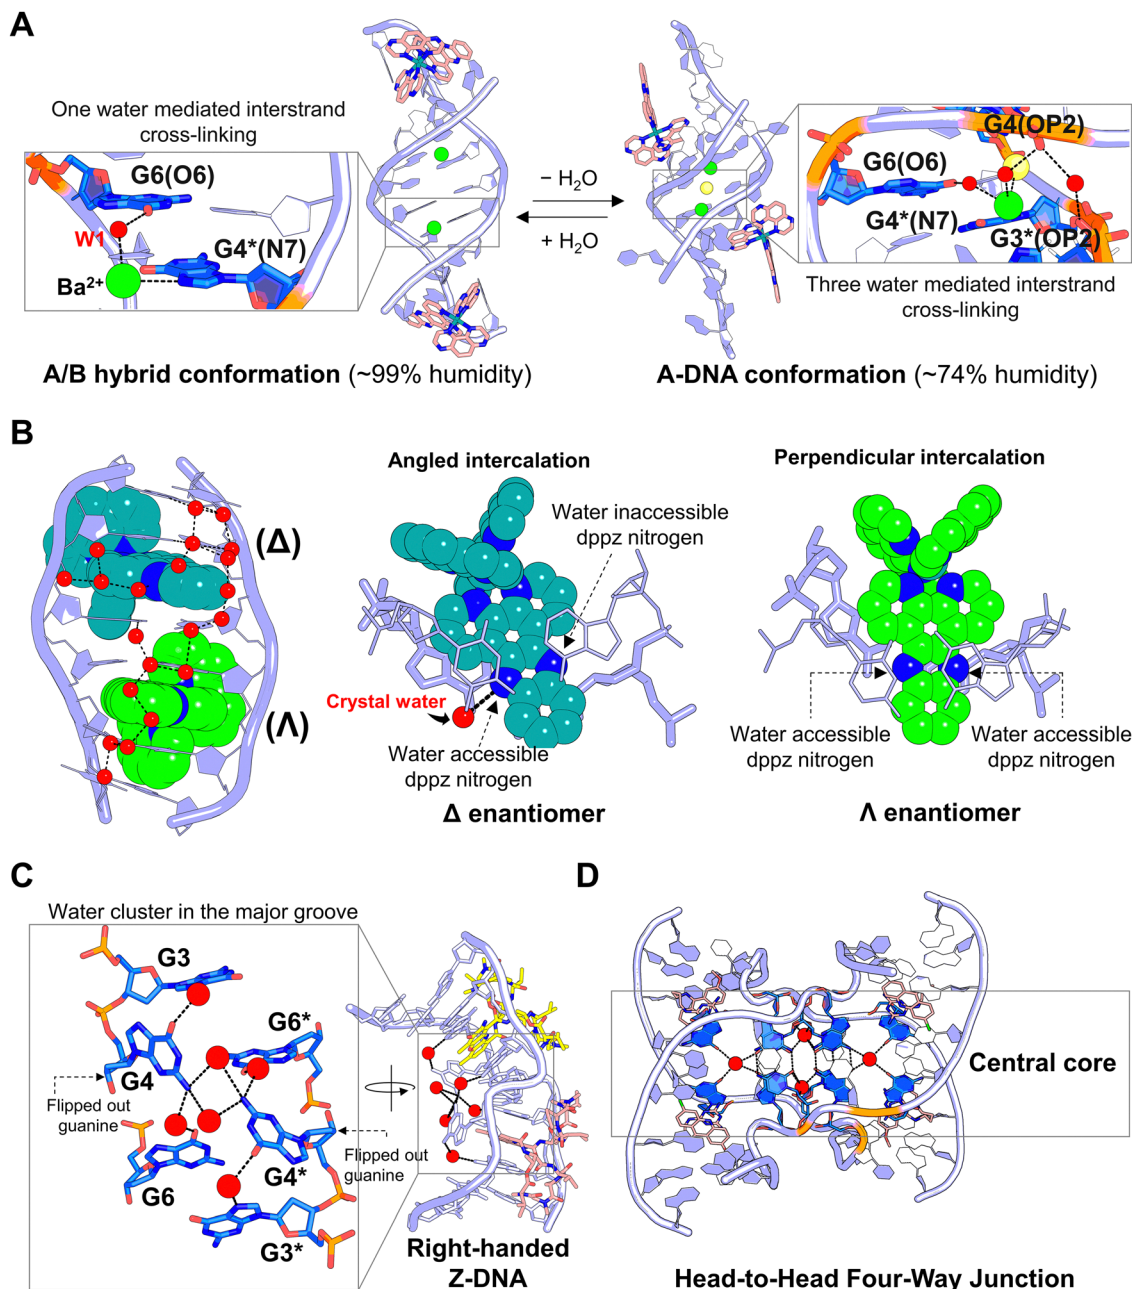 A
One water mediated interstrand
cross-linking
G6(O6)
W1
G4*(N7)
Ba²⁺
− H₂O
+ H₂O
G4(OP2)
G6(O6)
G4*(N7)
G3*(OP2)
Three water mediated interstrand
cross-linking
A/B hybrid conformation (~99% humidity)
A-DNA conformation (~74% humidity)
B
(Δ)
(Λ)
Angled intercalation
Water inaccessible
dppz nitrogen
Crystal water
Water accessible
dppz nitrogen
Δ enantiomer
Perpendicular intercalation
Water accessible
dppz nitrogen
Water accessible
dppz nitrogen
Λ enantiomer
C
Water cluster in the major groove
G3
G6*
G4
Flipped out
guanine
Flipped out
guanine
G6
G4*
G3*
Right-handed
Z-DNA
D
Central core
Head-to-Head Four-Way Junction